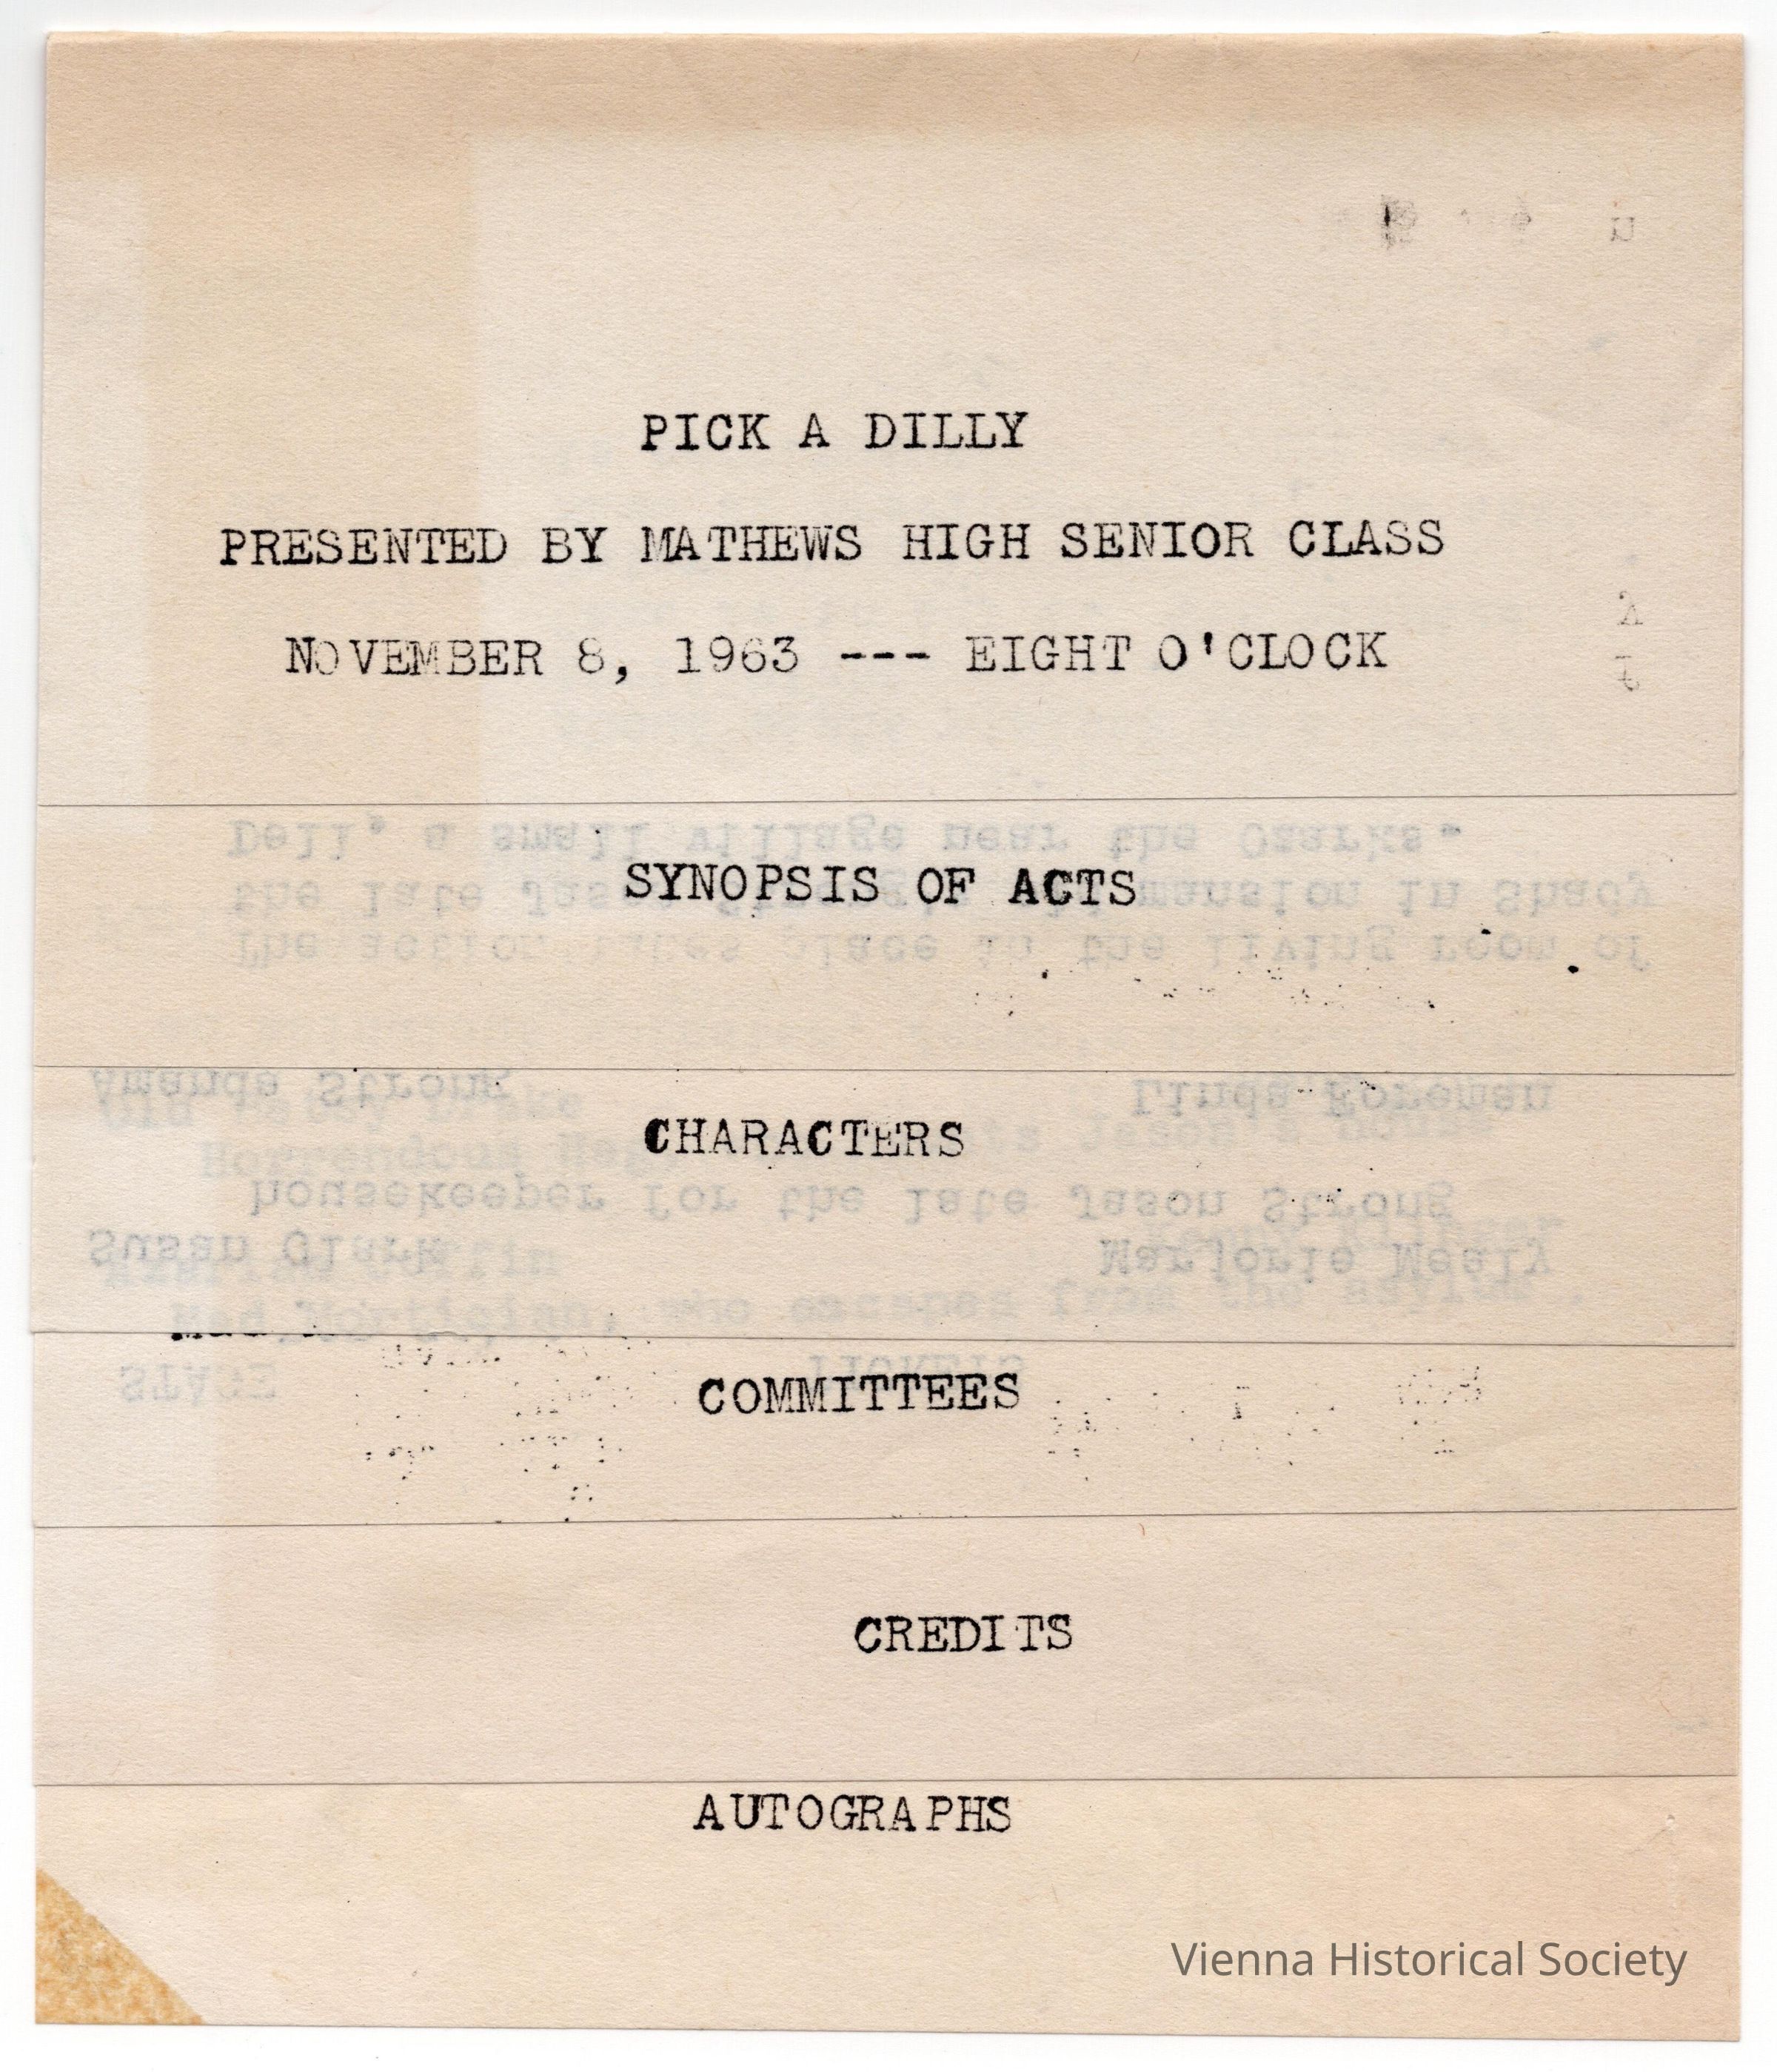 PICK A DILLY
PRESENTED BY MATHEWS HIGH SENIOR CLASS
NOVEMBER 8, 1963 --- EIGHT O'CLOCK
SYNOPSIS OF ACTS
CHARACTERS
COMMITTEES
CREDITS
AUTOGRAPHS
Vienna Historical Society